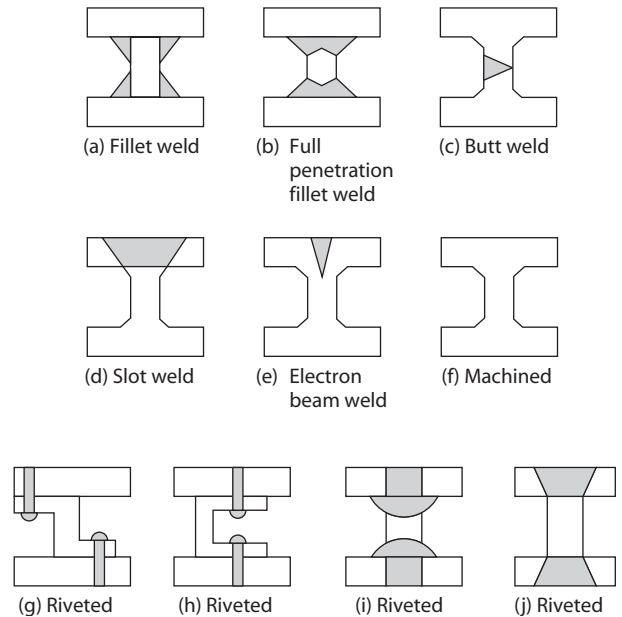 (a) Fillet weld
(b) Full
penetration
fillet weld
(c) Butt weld
(d) Slot weld
(e) Electron
beam weld
(f) Machined
(g) Riveted
(h) Riveted
(i) Riveted
(j) Riveted